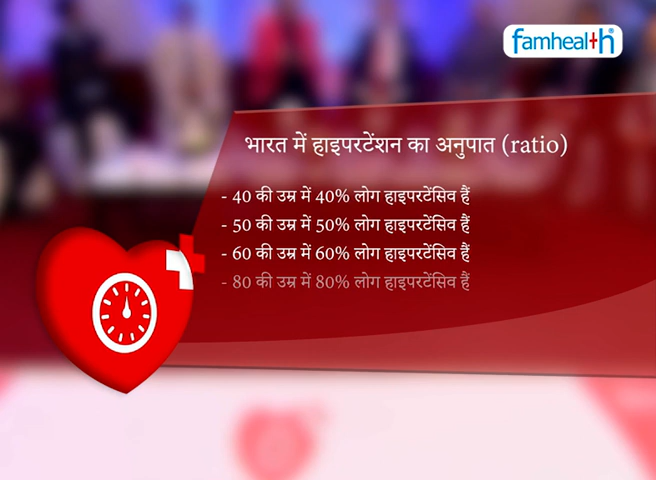 famhealth
भारत में हाइपरटेंशन का अनुपात (ratio)
- 40 की उम्र में 40% लोग हाइपरटेंसिव हैं
- 50 की उम्र में 50% लोग हाइपरटेंसिव हैं
- 60 की उम्र में 60% लोग हाइपरटेंसिव हैं
- 80 की उम्र में 80% लोग हाइपरटेंसिव हैं